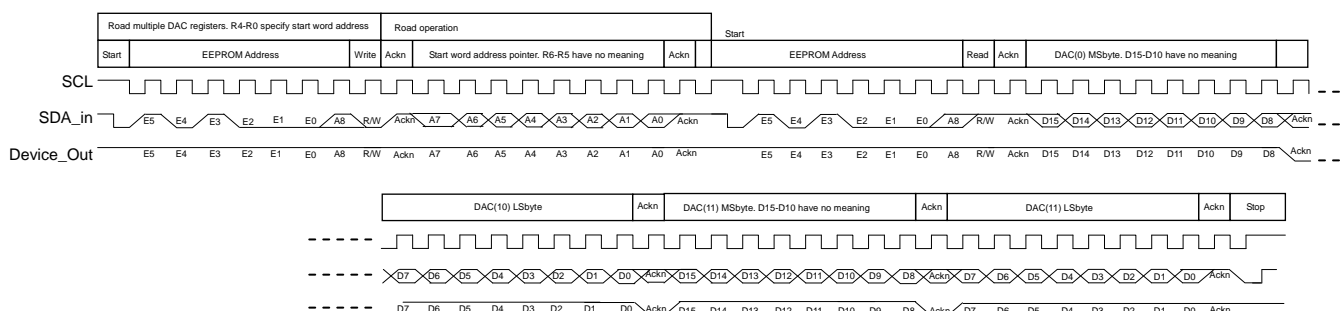 Road multiple DAC registers. R4-R0 specify start word address Road operation
Start
Start EEPROM Address Write Ackn Start word address pointer. R6-R5 have no meaning Ackn EEPROM Address Read Ackn DAC(0) MSbyte. D15-D10 have no meaning
SCL
SDA_in E5 E4 E3 E2 E1 E0 A8 R/W Ackn A7 A6 A5 A4 A3 A2 A1 A0 Ackn E5 E4 E3 E2 E1 E0 A8 R/W Ackn D15 D14 D13 D12 D11 D10 D9 D8 Ackn
Device_Out E5 E4 E3 E2 E1 E0 A8 R/W Ackn A7 A6 A5 A4 A3 A2 A1 A0 Ackn E5 E4 E3 E2 E1 E0 A8 R/W Ackn D15 D14 D13 D12 D11 D10 D9 D8 Ackn
DAC(10) LSbyte Ackn DAC(11) MSbyte. D15-D10 have no meaning Ackn DAC(11) LSbyte Ackn Stop
D7 D6 D5 D4 D3 D2 D1 D0 Ackn D15 D14 D13 D12 D11 D10 D9 D8 Ackn D7 D6 D5 D4 D3 D2 D1 D0 Ackn
D7 D6 D5 D4 D3 D2 D1 D0 Ackn D15 D14 D13 D12 D11 D10 D9 D8 Ackn D7 D6 D5 D4 D3 D2 D1 D0 Ackn